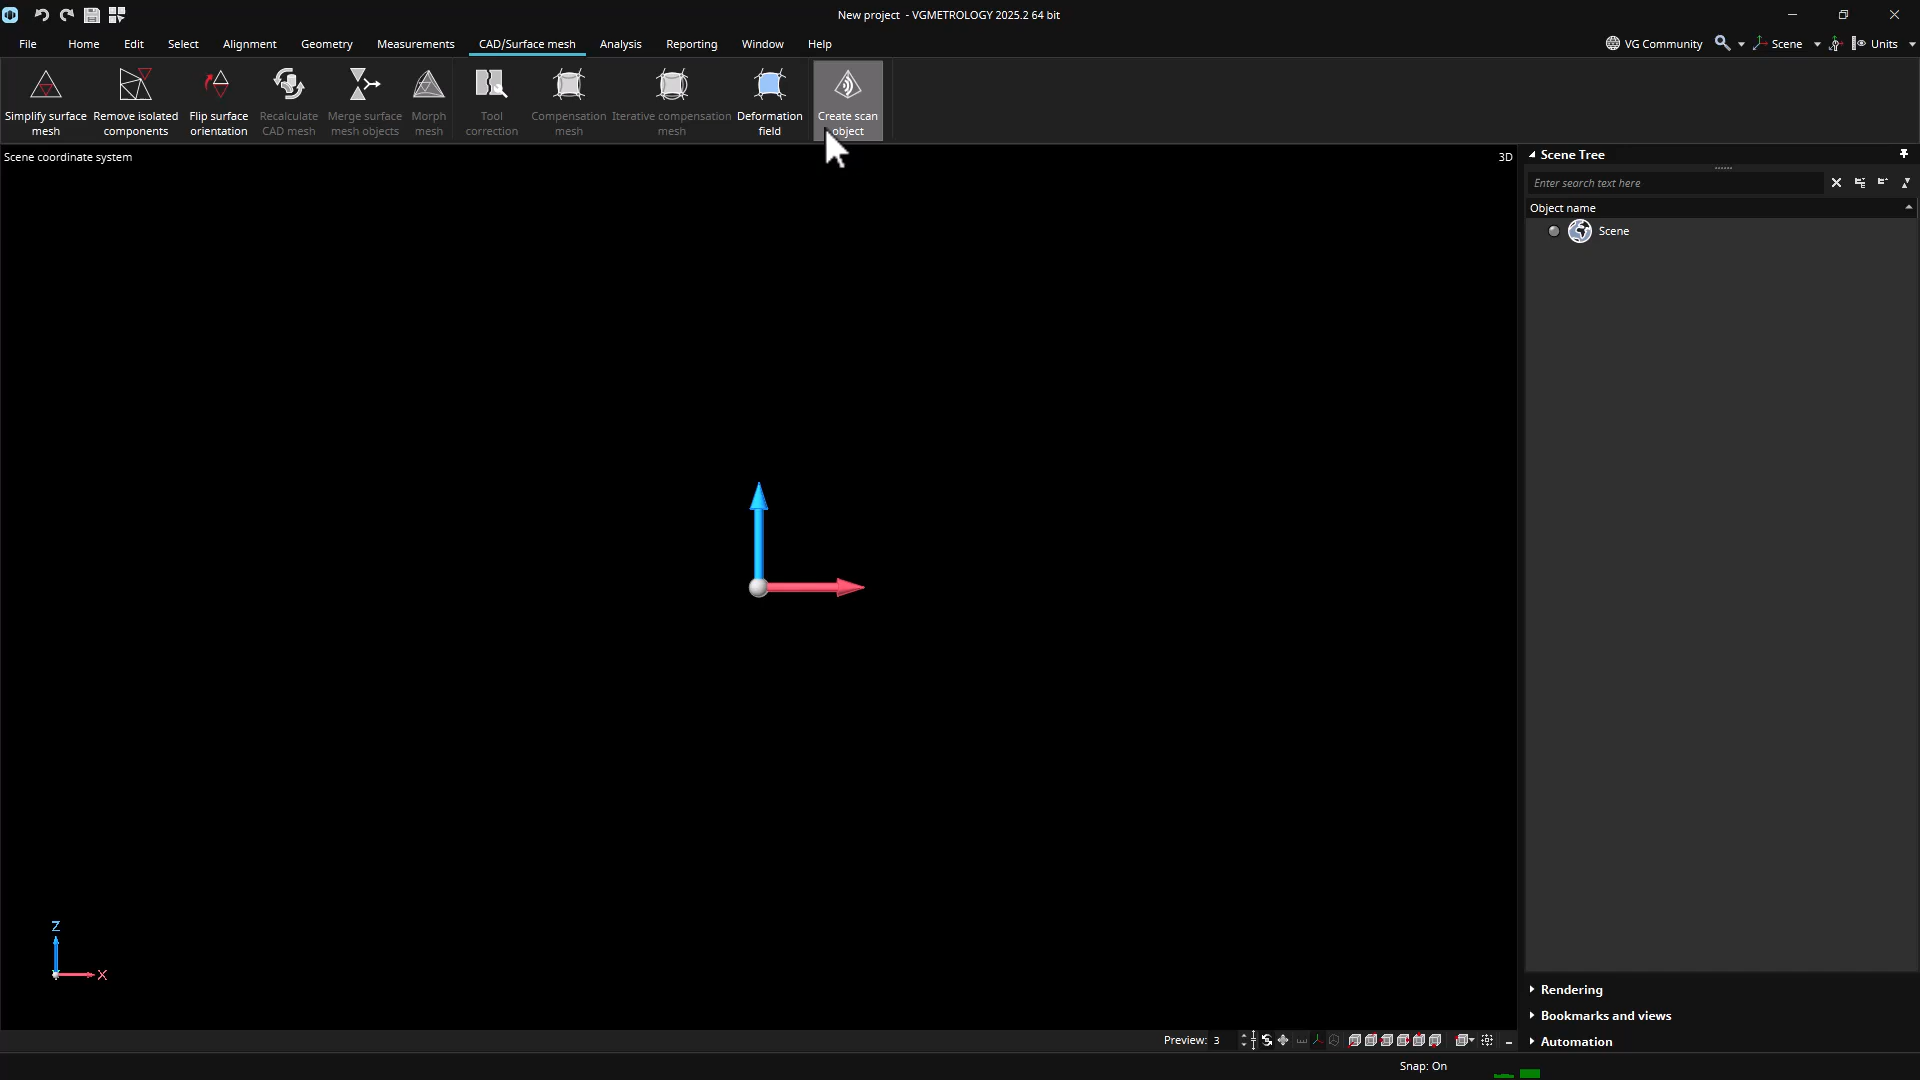 New project - VGMETROLOGY 2025.2 64 bit
File Home Edit Select Alignment Geometry Measurements CAD/Surface mesh Analysis Reporting Window Help VG Community Scene Units
Simplify surface mesh
Remove isolated components
Flip surface orientation
Recalculate CAD mesh
Merge surface mesh objects
Morph mesh
Tool correction
Compensation mesh
Iterative compensation mesh
Deformation field
Create scan object
Scene coordinate system
3D
Scene Tree
Enter search text here
Object name
Scene
Z
X
Rendering
Bookmarks and views
Automation
Preview: 3
Snap: On